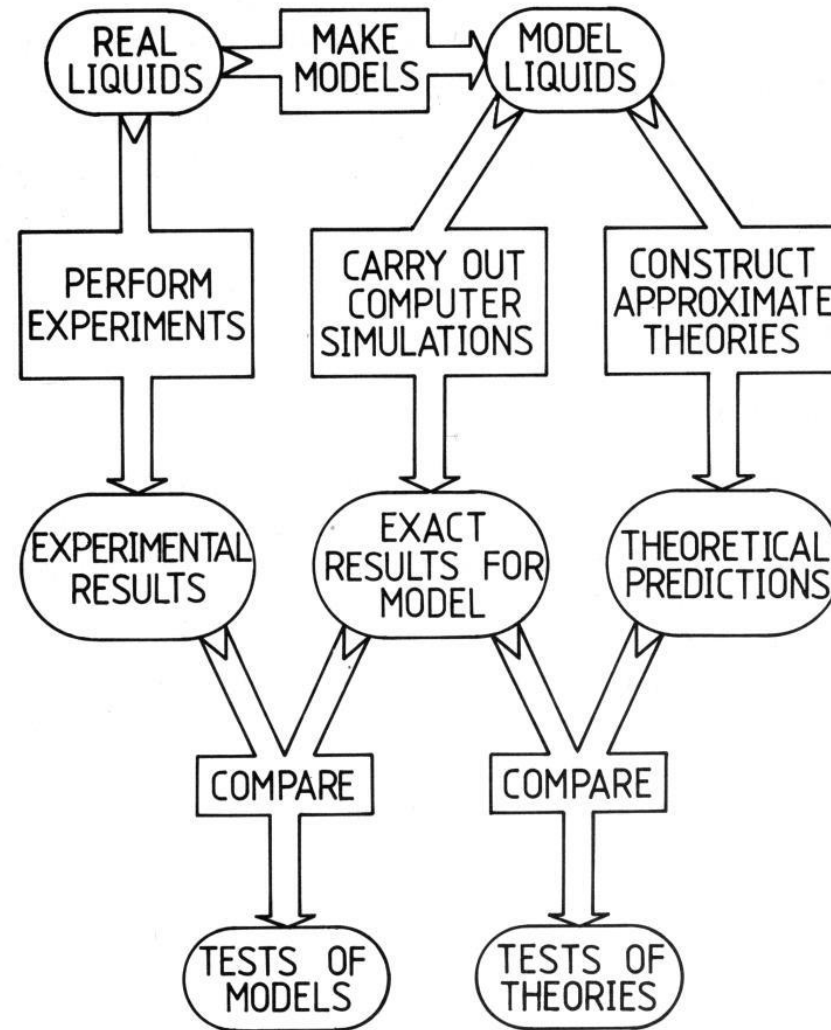 REAL
LIQUIDS
MAKE
MODELS
MODEL
LIQUIDS
PERFORM
EXPERIMENTS
CARRY OUT
COMPUTER
SIMULATIONS
CONSTRUCT
APPROXIMATE
THEORIES
EXPERIMENTAL
RESULTS
EXACT
RESULTS FOR
MODEL
THEORETICAL
PREDICTIONS
COMPARE
COMPARE
TESTS OF
MODELS
TESTS OF
THEORIES